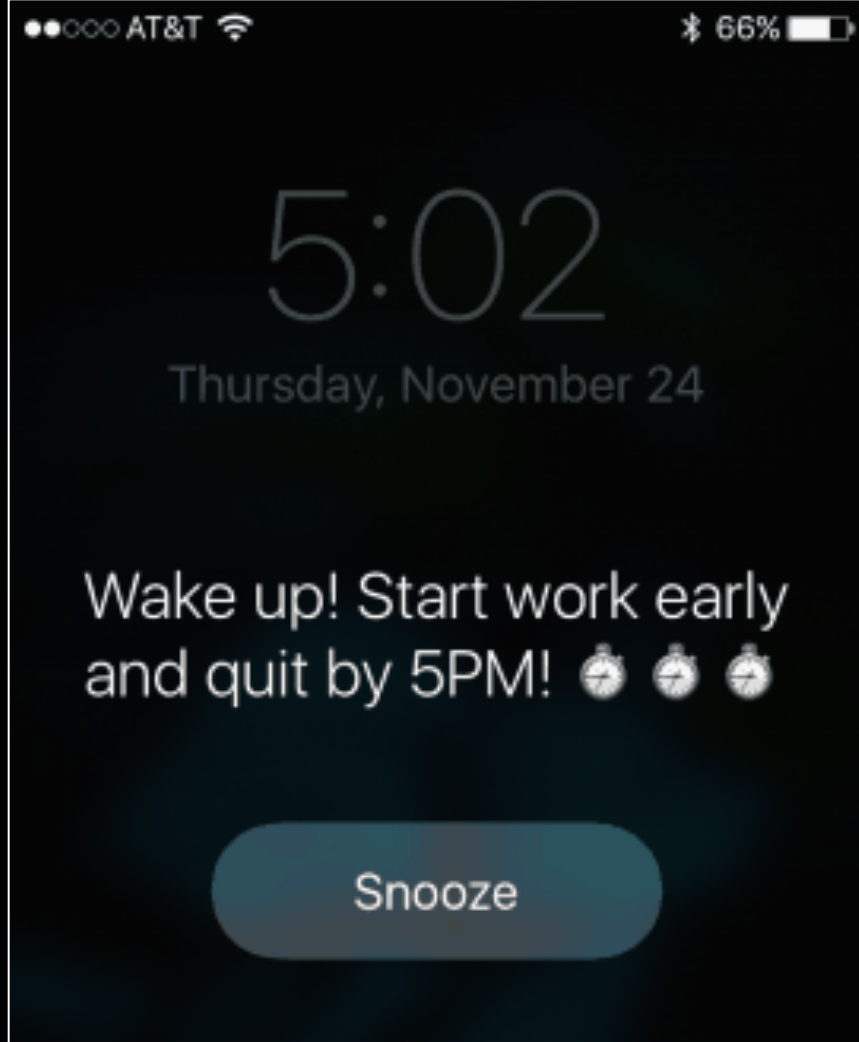 AT&T 66%
5:02
Thursday, November 24
Wake up! Start work early
and quit by 5PM! ⏱ ⏱ ⏱
Snooze